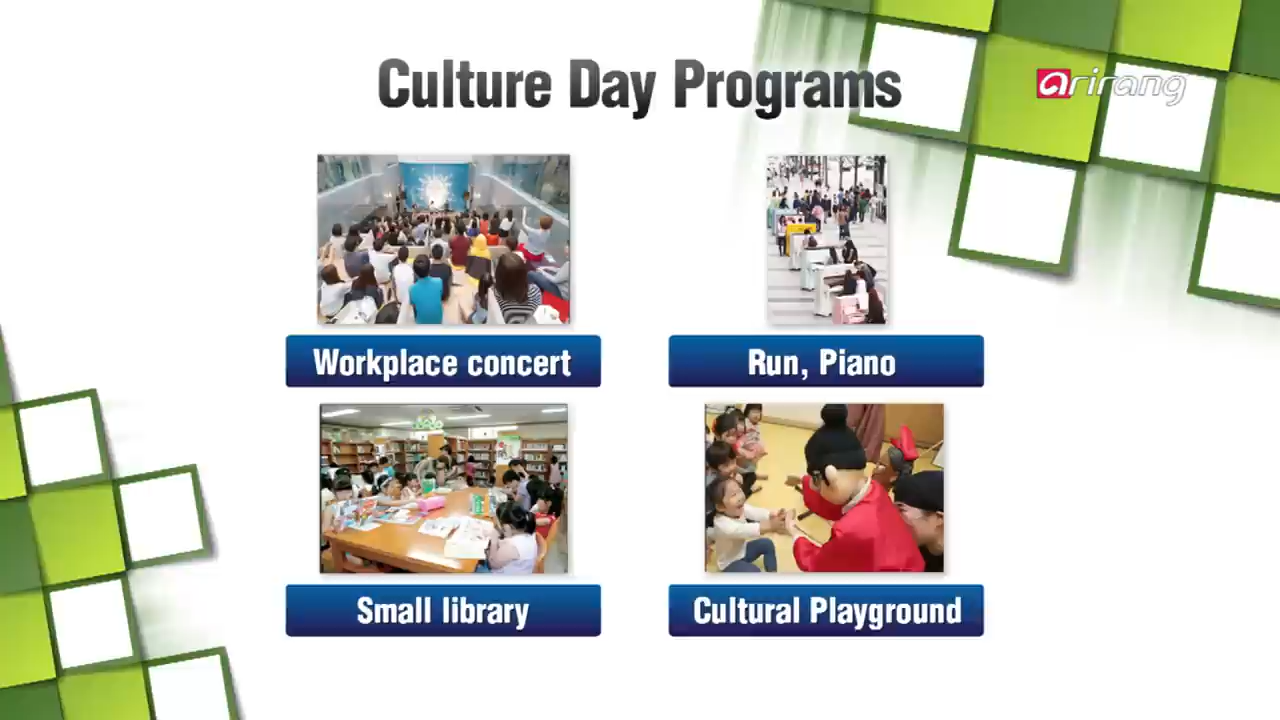 Culture Day Programs
arirang
Workplace concert
Run, Piano
Small library
Cultural Playground